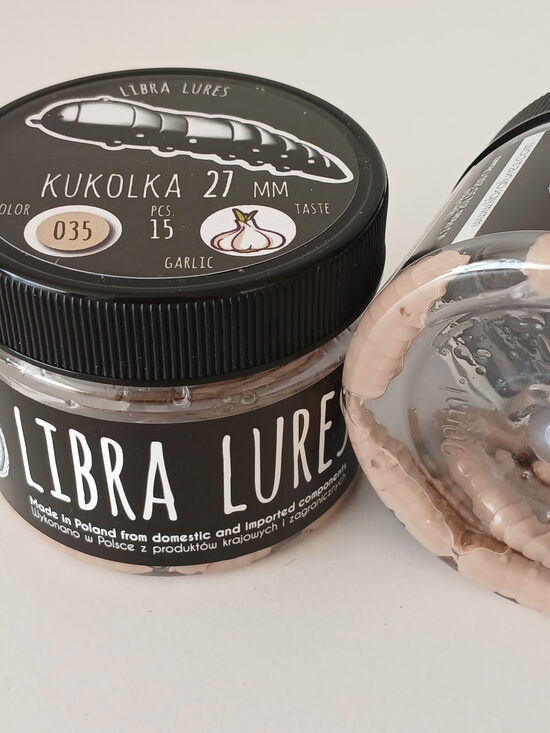 LIBRA LURES
KUKOLKA 27 MM
OLOR
035
PCS.
15
TASTE
GARLIC
LIBRA LURES
Made in Poland from domestic and imported components
Wykonano w Polsce z produktów krajowych i zagranicznych